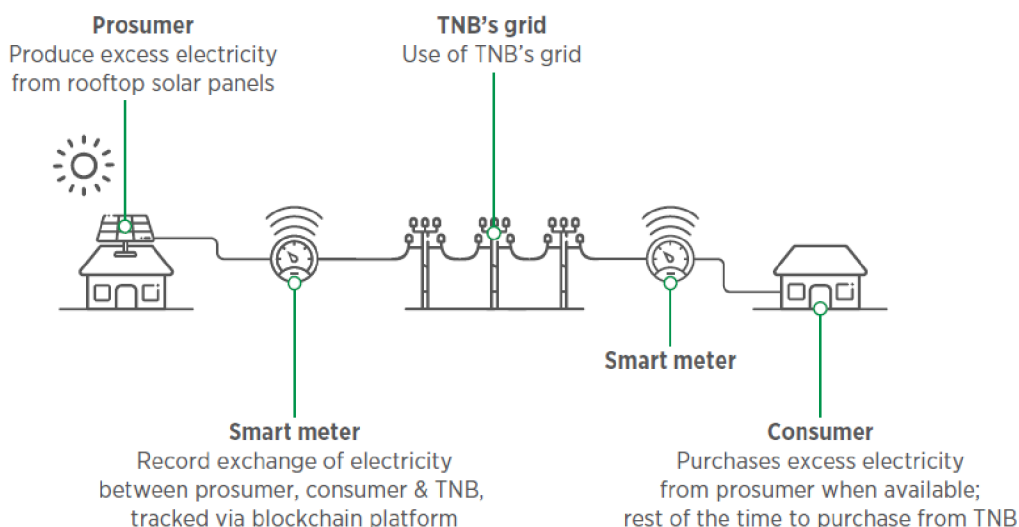 Prosumer
Produce excess electricity
from rooftop solar panels
TNB's grid
Use of TNB's grid
Smart meter
Smart meter
Record exchange of electricity
between prosumer, consumer & TNB,
tracked via blockchain platform
Consumer
Purchases excess electricity
from prosumer when available;
rest of the time to purchase from TNB